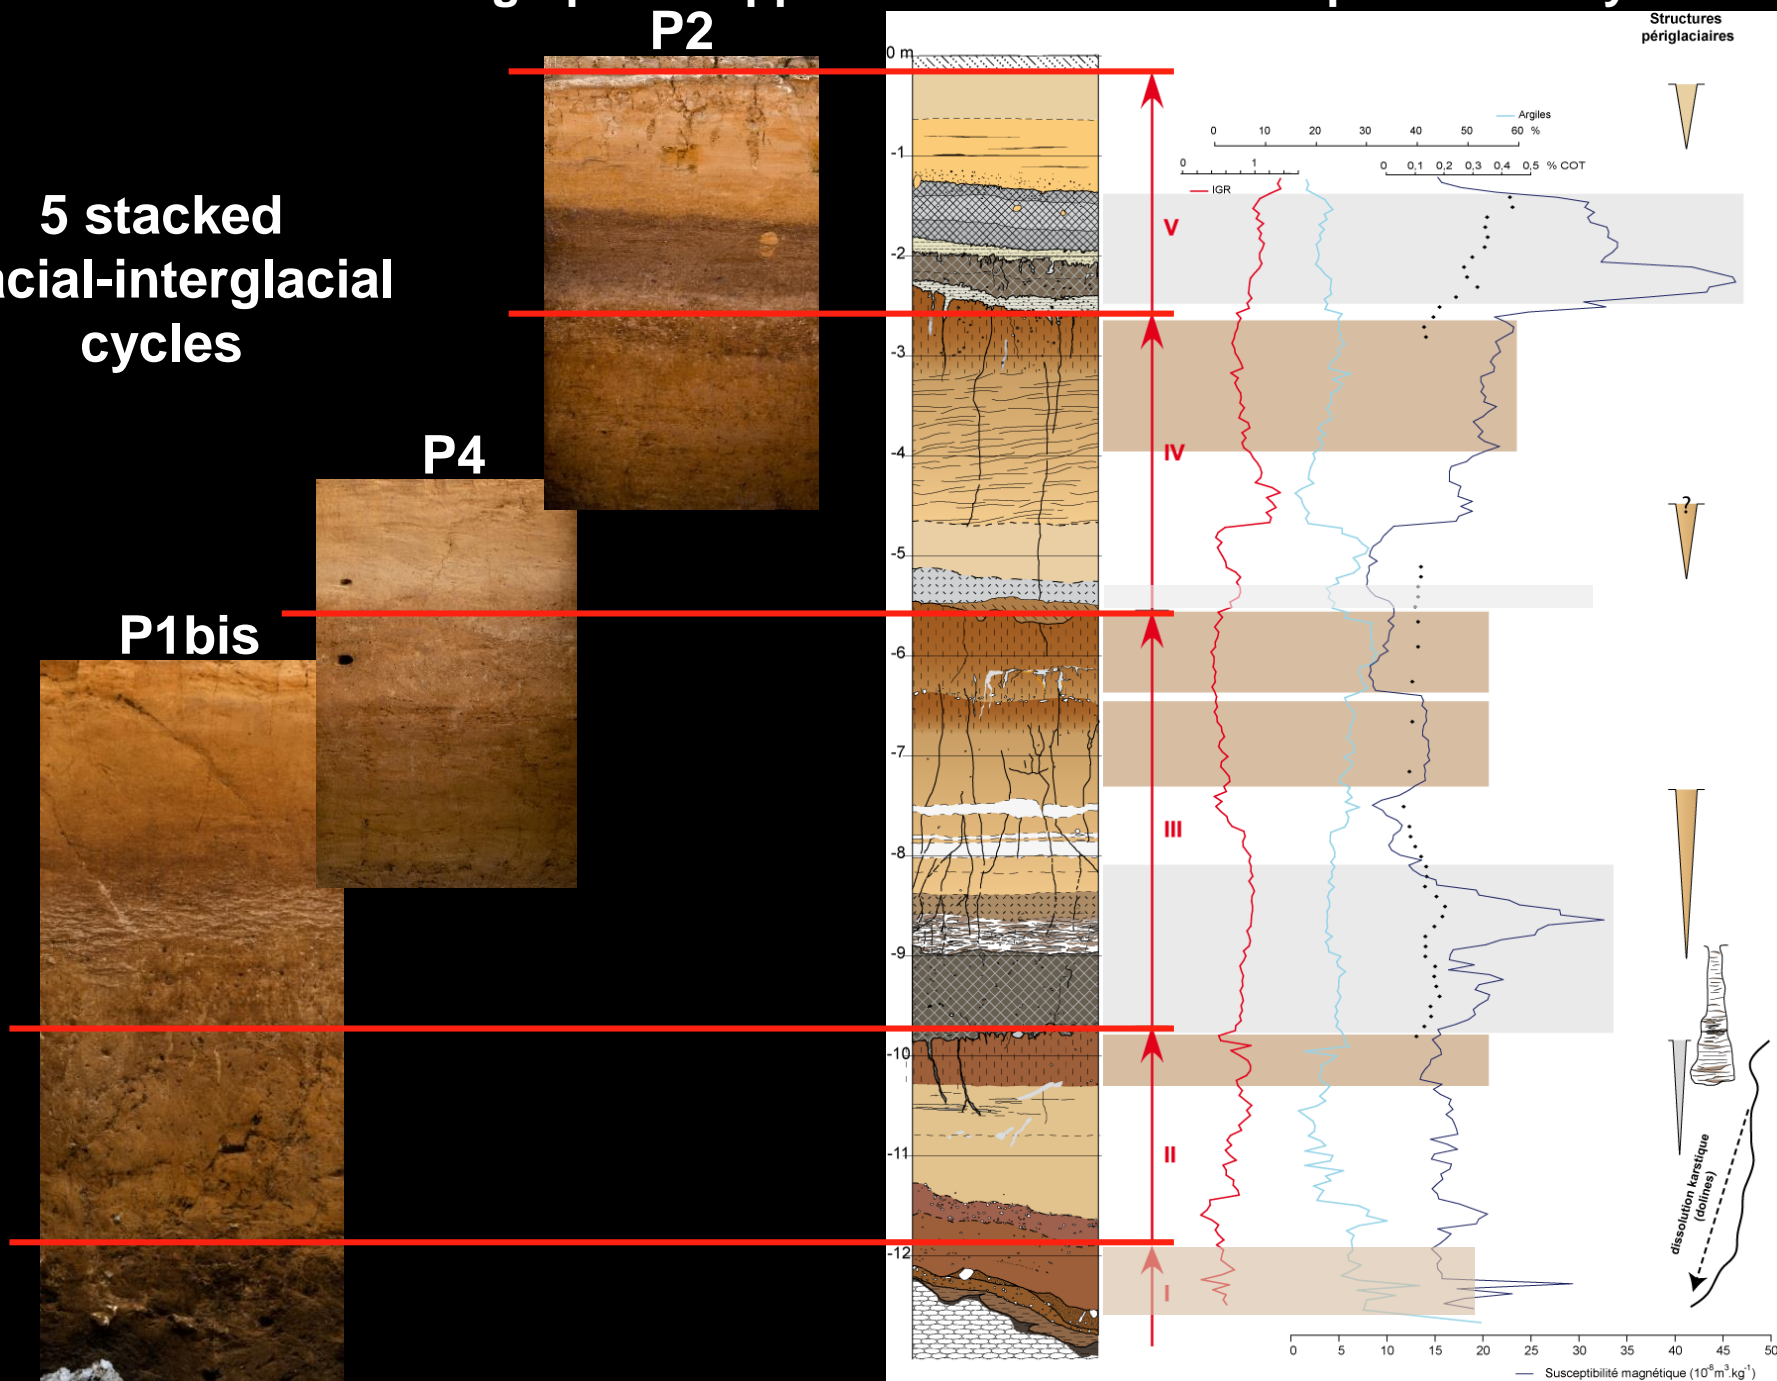 P2
5 stacked
cial-interglacial
cycles
P4
P1bis
Structures
périglaciaires
0 m
-1
-2
-3
-4
-5
-6
-7
-8
-9
-10
-11
-12
Argiles
0 10 20 30 40 50 60 %
0 1
0 0,1 0,2 0,3 0,4 0,5 % COT
IGR
V
IV
III
II
I
?
dissolution karstique
(dolines)
0 5 10 15 20 25 30 35 40 45 50
Susceptibilité magnétique (10⁻⁸m³.kg⁻¹)